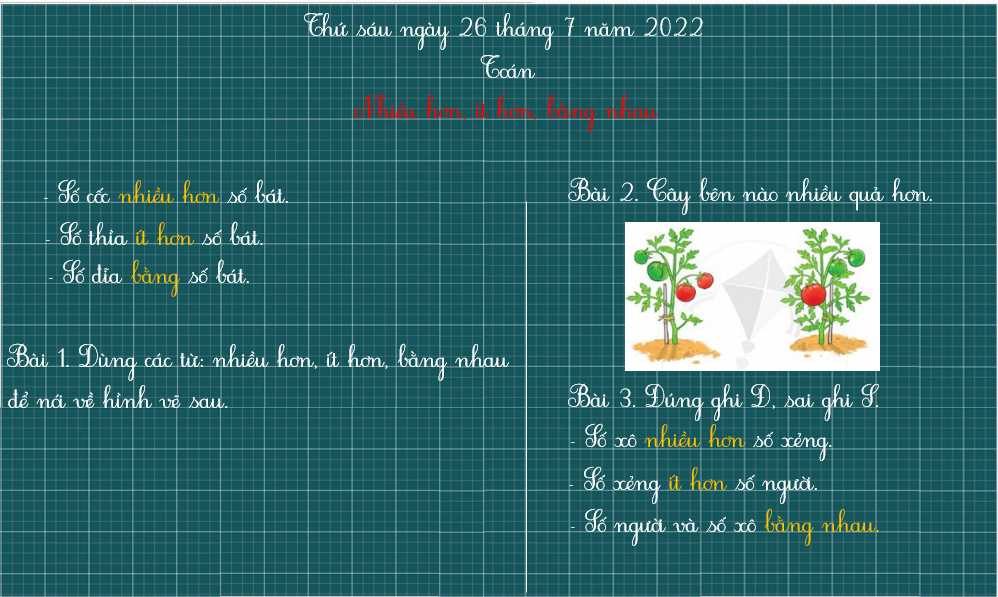 Thứ sáu ngày 26 tháng 7 năm 2022
Toán
Nhiều hơn, ít hơn, bằng nhau
- Số cốc nhiều hơn số bát.
- Số thìa ít hơn số bát.
- Số đĩa bằng số bát.
Bài 1. Dùng các từ: nhiều hơn, ít hơn, bằng nhau
để nói về hình vẽ sau.
Bài 2. Cây bên nào nhiều quả hơn.
Bài 3. Đúng ghi Đ, sai ghi S.
- Số xô nhiều hơn số xẻng.
- Số xẻng ít hơn số người.
- Số người và số xô bằng nhau.